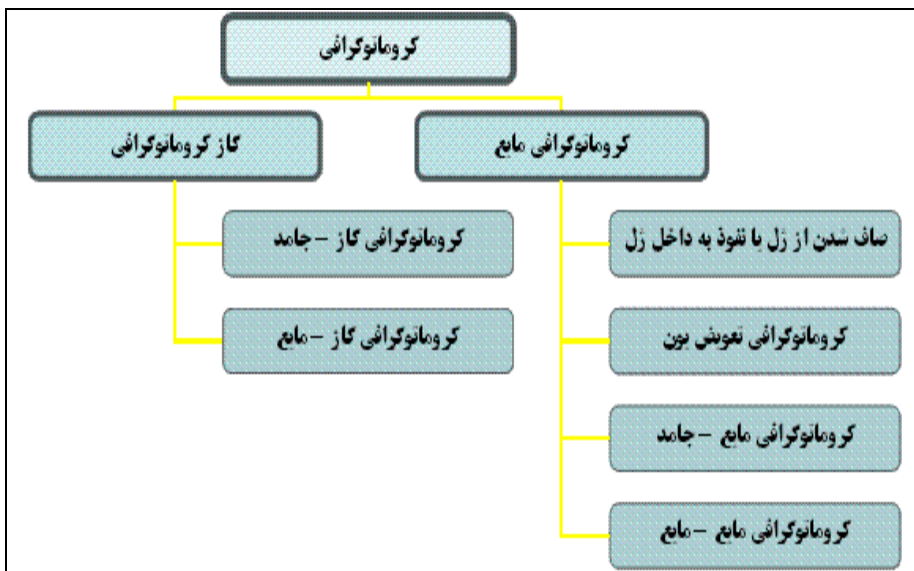 کروماتوگرافی
کروماتوگرافی مایع
گاز کروماتوگرافی
صاف شدن از ژل یا نفوذ به داخل ژل
کروماتوگرافی تعویض یون
کروماتوگرافی مایع – جامد
کروماتوگرافی مایع – مایع
کروماتوگرافی گاز – جامد
کروماتوگرافی گاز – مایع